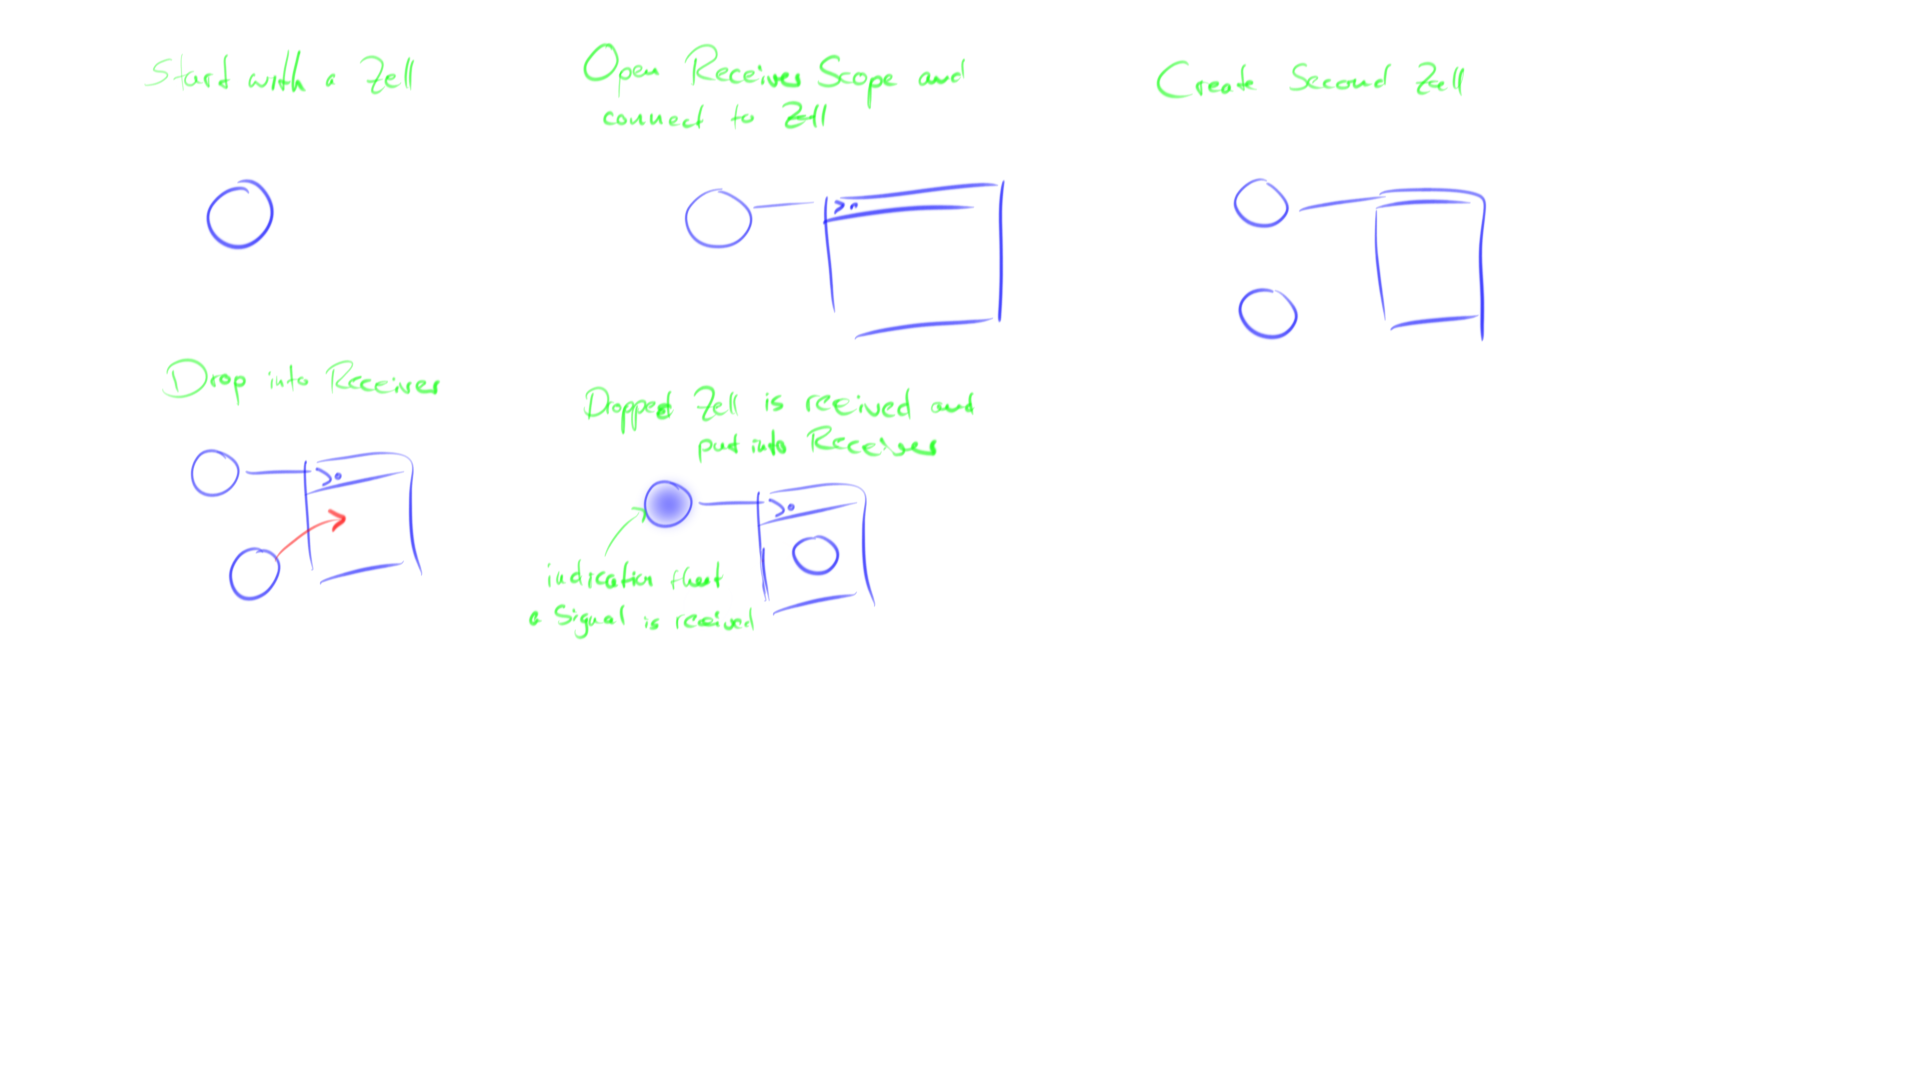 Start with a Zell
Open Receiver Scope and
connect to Zell
Create Second Zell
Drop into Receiver
Dropped Zell is received and
put into Receiver
indication that
a Signal is received